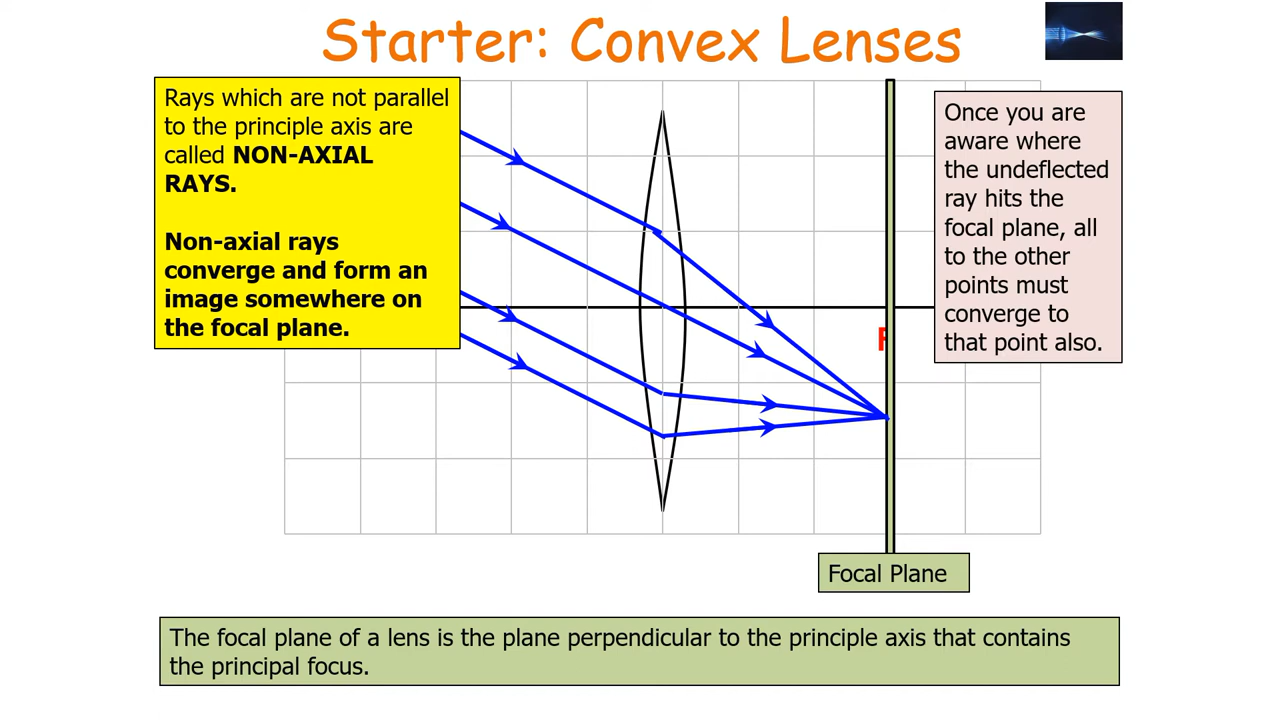 Starter: Convex Lenses
Rays which are not parallel
to the principle axis are
called NON-AXIAL
RAYS.
Non-axial rays
converge and form an
image somewhere on
the focal plane.
Once you are
aware where
the undeflected
ray hits the
focal plane, all
to the other
points must
converge to
that point also.
F
Focal Plane
The focal plane of a lens is the plane perpendicular to the principle axis that contains
the principal focus.